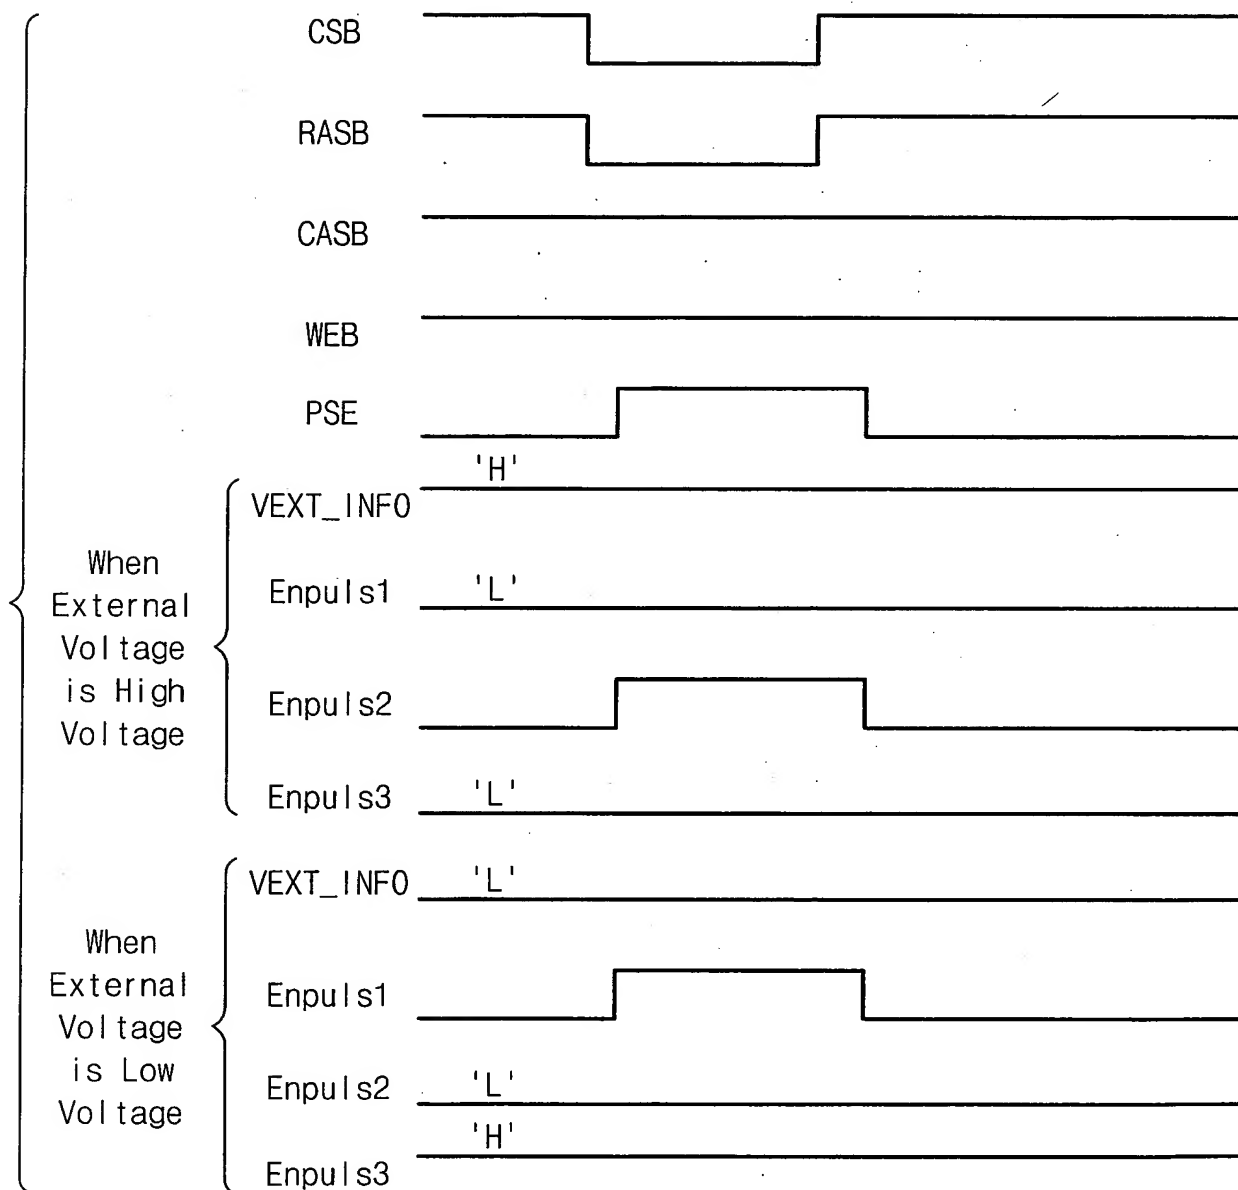 CSB
RASB
CASB
WEB
PSE
When
External
Voltage
is High
Voltage
'H'
VEXT_INFO
Enpuls1
'L'
Enpuls2
Enpuls3
'L'
When
External
Voltage
is Low
Voltage
VEXT_INFO
'L'
Enpuls1
Enpuls2
'L'
'H'
Enpuls3